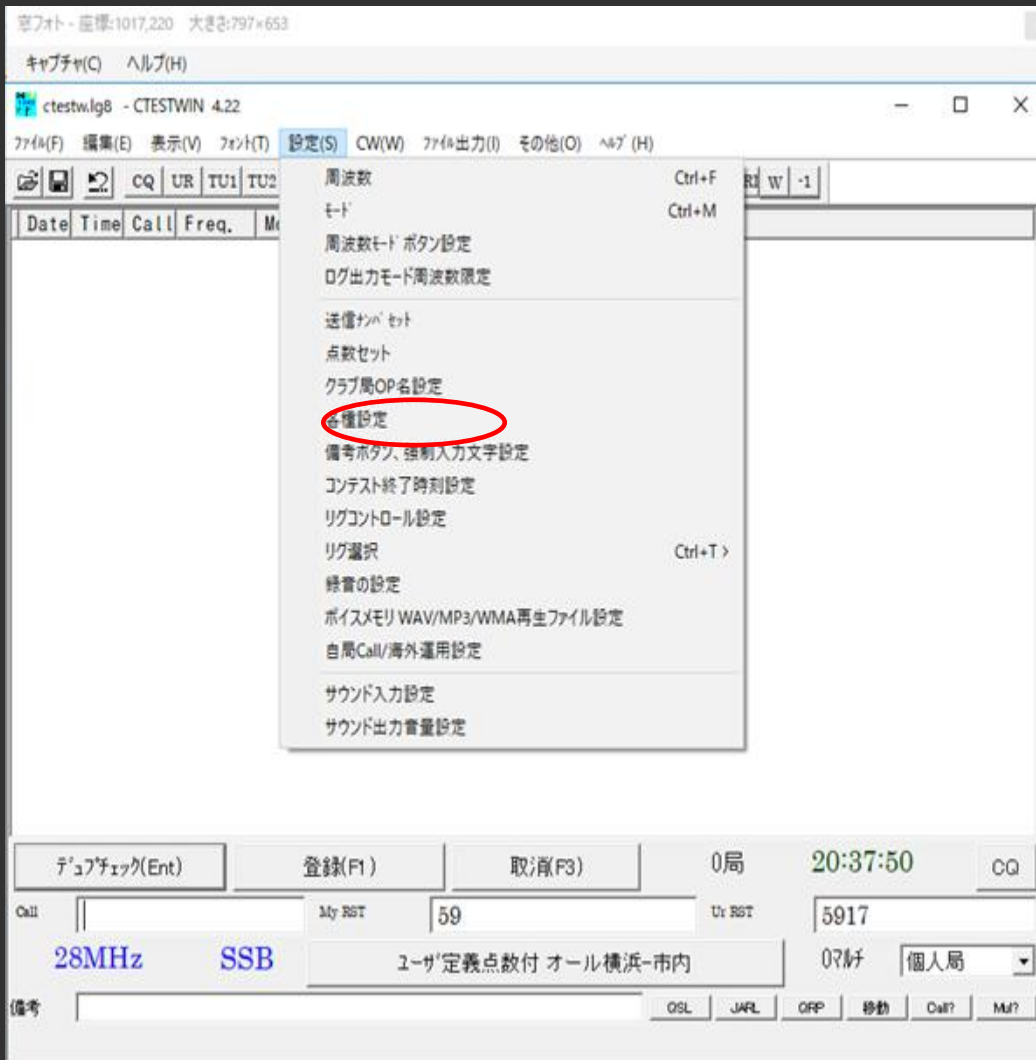 窓フォト - 座標:1017,220 大きさ:797×653
キャプチャ(C) ヘルプ(H)
ctestw.lg8 - CTESTWIN 4.22
ファイル(F) 編集(E) 表示(V) フォント(T) 設定(S) CW(W) ファイル出力(I) その他(O) ヘルプ(H)
CQ UR TU1 TU2 W -1
Date Time Call Freq.
周波数 Ctrl+F
モード Ctrl+M
周波数モードボタン設定
ログ出力モード周波数限定
送信ナンバセット
点数セット
クラブ局OP名設定
各種設定
備考ボタン、強制入力文字設定
コンテスト終了時刻設定
リグコントロール設定
リグ選択 Ctrl+T >
録音の設定
ボイスメモリ WAV/MP3/WMA再生ファイル設定
自局Call/海外運用設定
サウンド入力設定
サウンド出力音量設定
デュプチェック(Ent) 登録(F1) 取消(F3) 0局 20:37:50 CQ
Call My RST 59 Ur RST 5917
28MHz SSB ユーザ定義点数付 オール横浜-市内 0マルチ 個人局
備考 QSL JARL QRP 移動 Call? Mul?